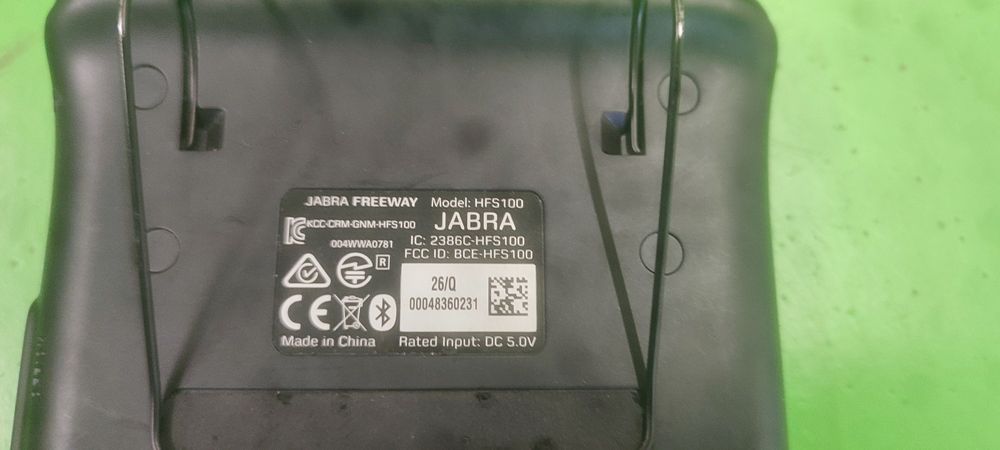 JABRA FREEWAY Model: HFS100
KCC-CRM-GNM-HFS100 JABRA
004WWA0781 IC: 2386C-HFS100
FCC ID: BCE-HFS100
R
26/Q
00048360231
CE
Made in China Rated Input: DC 5.0V